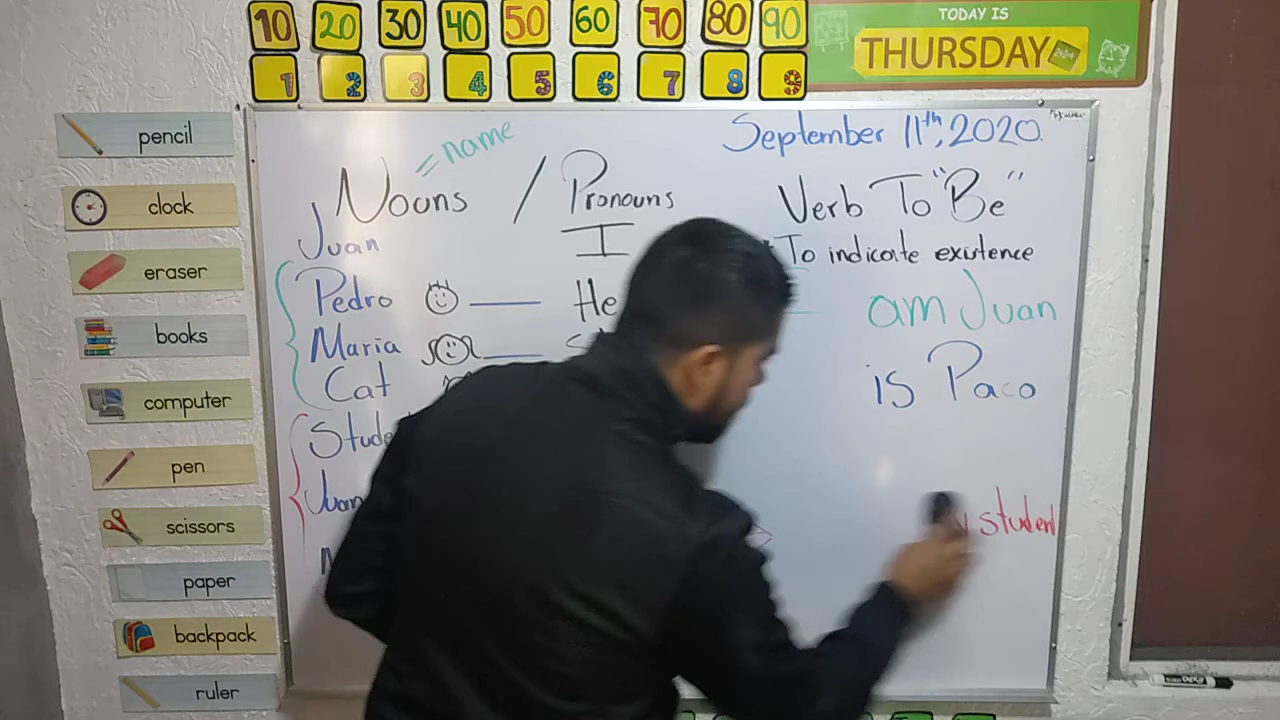 10 20 30 40 50 60 70 80 90
1 2 3 4 5 6 7 8 9
TODAY IS
THURSDAY
pencil
clock
eraser
books
computer
pen
scissors
paper
backpack
ruler
September 11th, 2020.
= name
Nouns / Pronouns
Juan I
Pedro He
Maria
Cat
Juan
Verb To "Be"
*To indicate existence
am Juan
is Paco
student